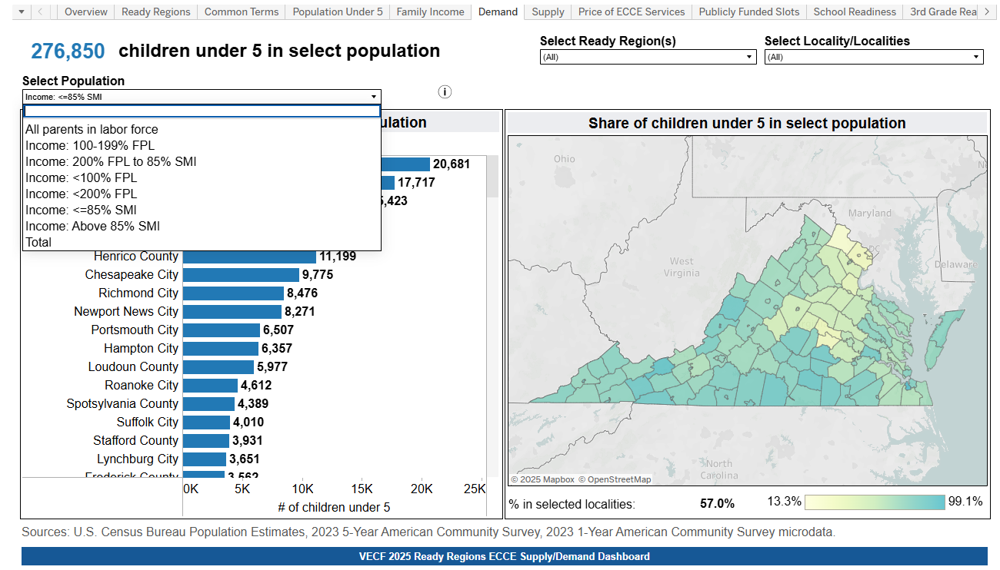 Overview
Ready Regions
Common Terms
Population Under 5
Family Income
Demand
Supply
Price of ECCE Services
Publicly Funded Slots
School Readiness
3rd Grade Rea
276,850 children under 5 in select population
Select Ready Region(s)
(All)
Select Locality/Localities
(All)
Select Population
Income: <=85% SMI
i
All parents in labor force
Income: 100-199% FPL
Income: 200% FPL to 85% SMI
Income: <100% FPL
Income: <200% FPL
Income: <=85% SMI
Income: Above 85% SMI
Total
20,681
17,717
Henrico County 11,199
Chesapeake City 9,775
Richmond City 8,476
Newport News City 8,271
Portsmouth City 6,507
Hampton City 6,357
Loudoun County 5,977
Roanoke City 4,612
Spotsylvania County 4,389
Suffolk City 4,010
Stafford County 3,931
Lynchburg City 3,651
Frederick County 3,562
0K 5K 10K 15K 20K 25K
# of children under 5
Share of children under 5 in select population
Ohio
Maryland
DC
Delaware
West
Virginia
North
Carolina
© 2025 Mapbox © OpenStreetMap
% in selected localities: 57.0% 13.3% 99.1%
Sources: U.S. Census Bureau Population Estimates, 2023 5-Year American Community Survey, 2023 1-Year American Community Survey microdata.
VECF 2025 Ready Regions ECCE Supply/Demand Dashboard